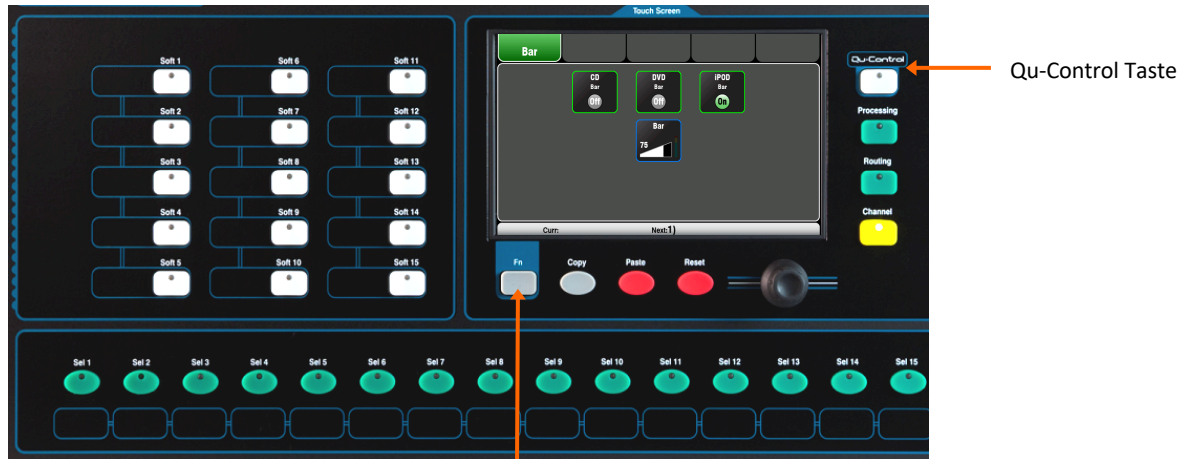 Touch Screen
Soft 1 Soft 6 Soft 11
Soft 2 Soft 7 Soft 12
Soft 3 Soft 8 Soft 13
Soft 4 Soft 9 Soft 14
Soft 5 Soft 10 Soft 15
Bar
CD DVD iPOD
Bar Bar Bar
Off Off On
Bar
75
Curr: Next:1)
Qu-Control
Qu-Control Taste
Processing
Routing
Channel
Fn Copy Paste Reset
Sel 1 Sel 2 Sel 3 Sel 4 Sel 5 Sel 6 Sel 7 Sel 8 Sel 9 Sel 10 Sel 11 Sel 12 Sel 13 Sel 14 Sel 15